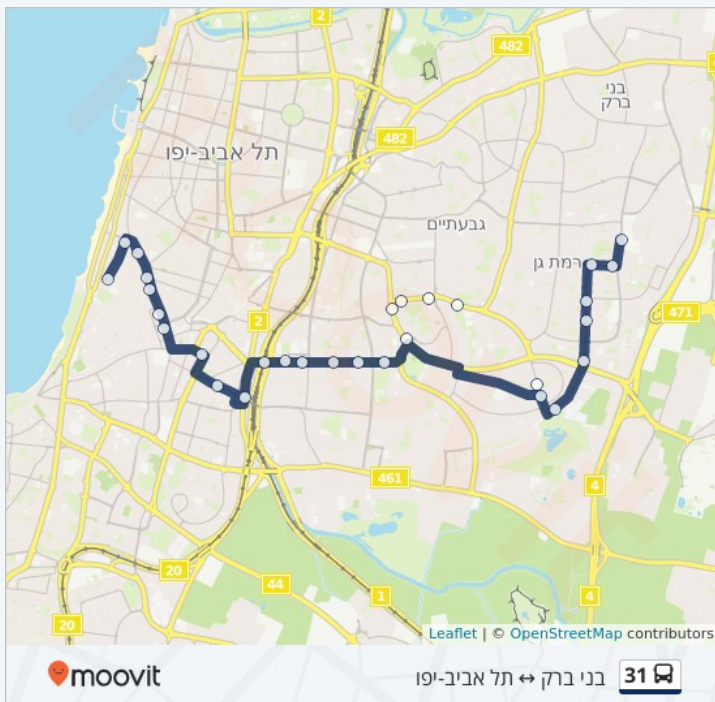 2
482
בני
ברק
482
תל אביב-יפו
גבעתיים
רמת גן
2
471
461
4
20
44
1
4
20
Leaflet | © OpenStreetMap contributors
moovit
31 בני ברק ↔ תל אביב-יפו